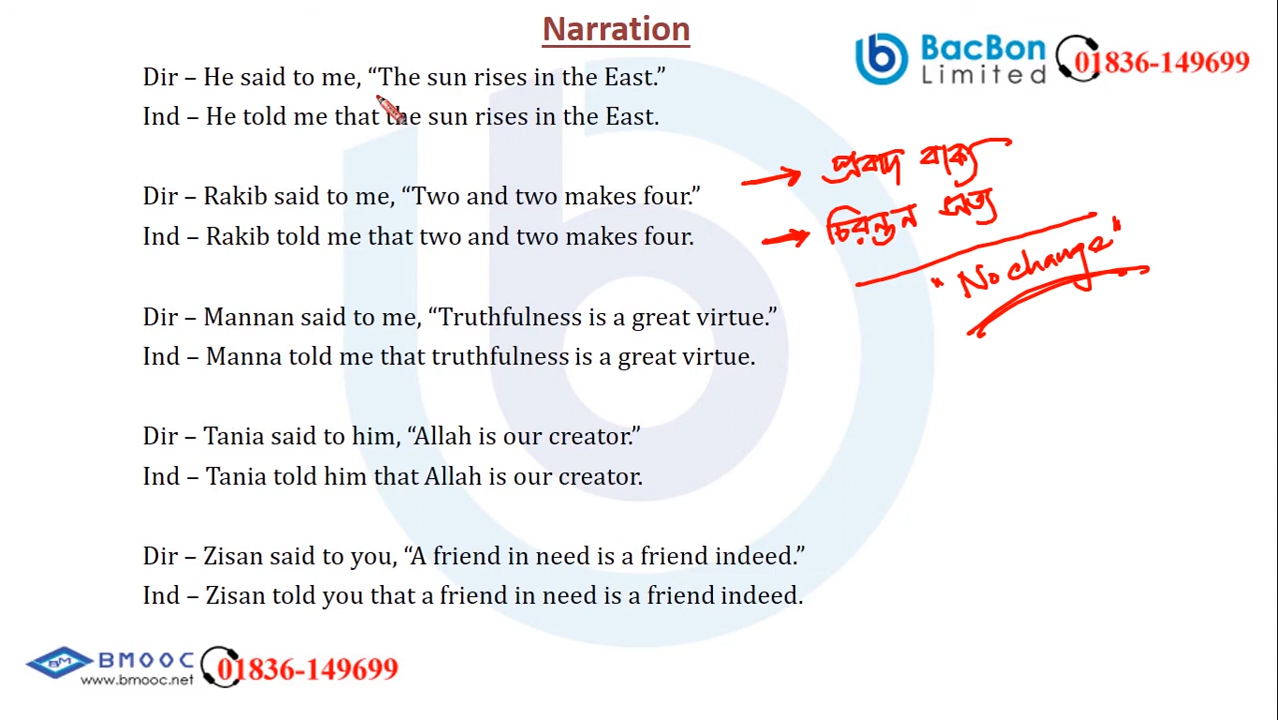 Narration
BacBon
Limited
01836-149699
Dir – He said to me, “The sun rises in the East.”
Ind – He told me that the sun rises in the East.
Dir – Rakib said to me, “Two and two makes four.”
Ind – Rakib told me that two and two makes four.
Dir – Mannan said to me, “Truthfulness is a great virtue.”
Ind – Manna told me that truthfulness is a great virtue.
Dir – Tania said to him, “Allah is our creator.”
Ind – Tania told him that Allah is our creator.
Dir – Zisan said to you, “A friend in need is a friend indeed.”
Ind – Zisan told you that a friend in need is a friend indeed.
প্রবাদ বাক্য
চিরন্তন সত্য
"No change"
BM
BMOOC
www.bmooc.net
01836-149699